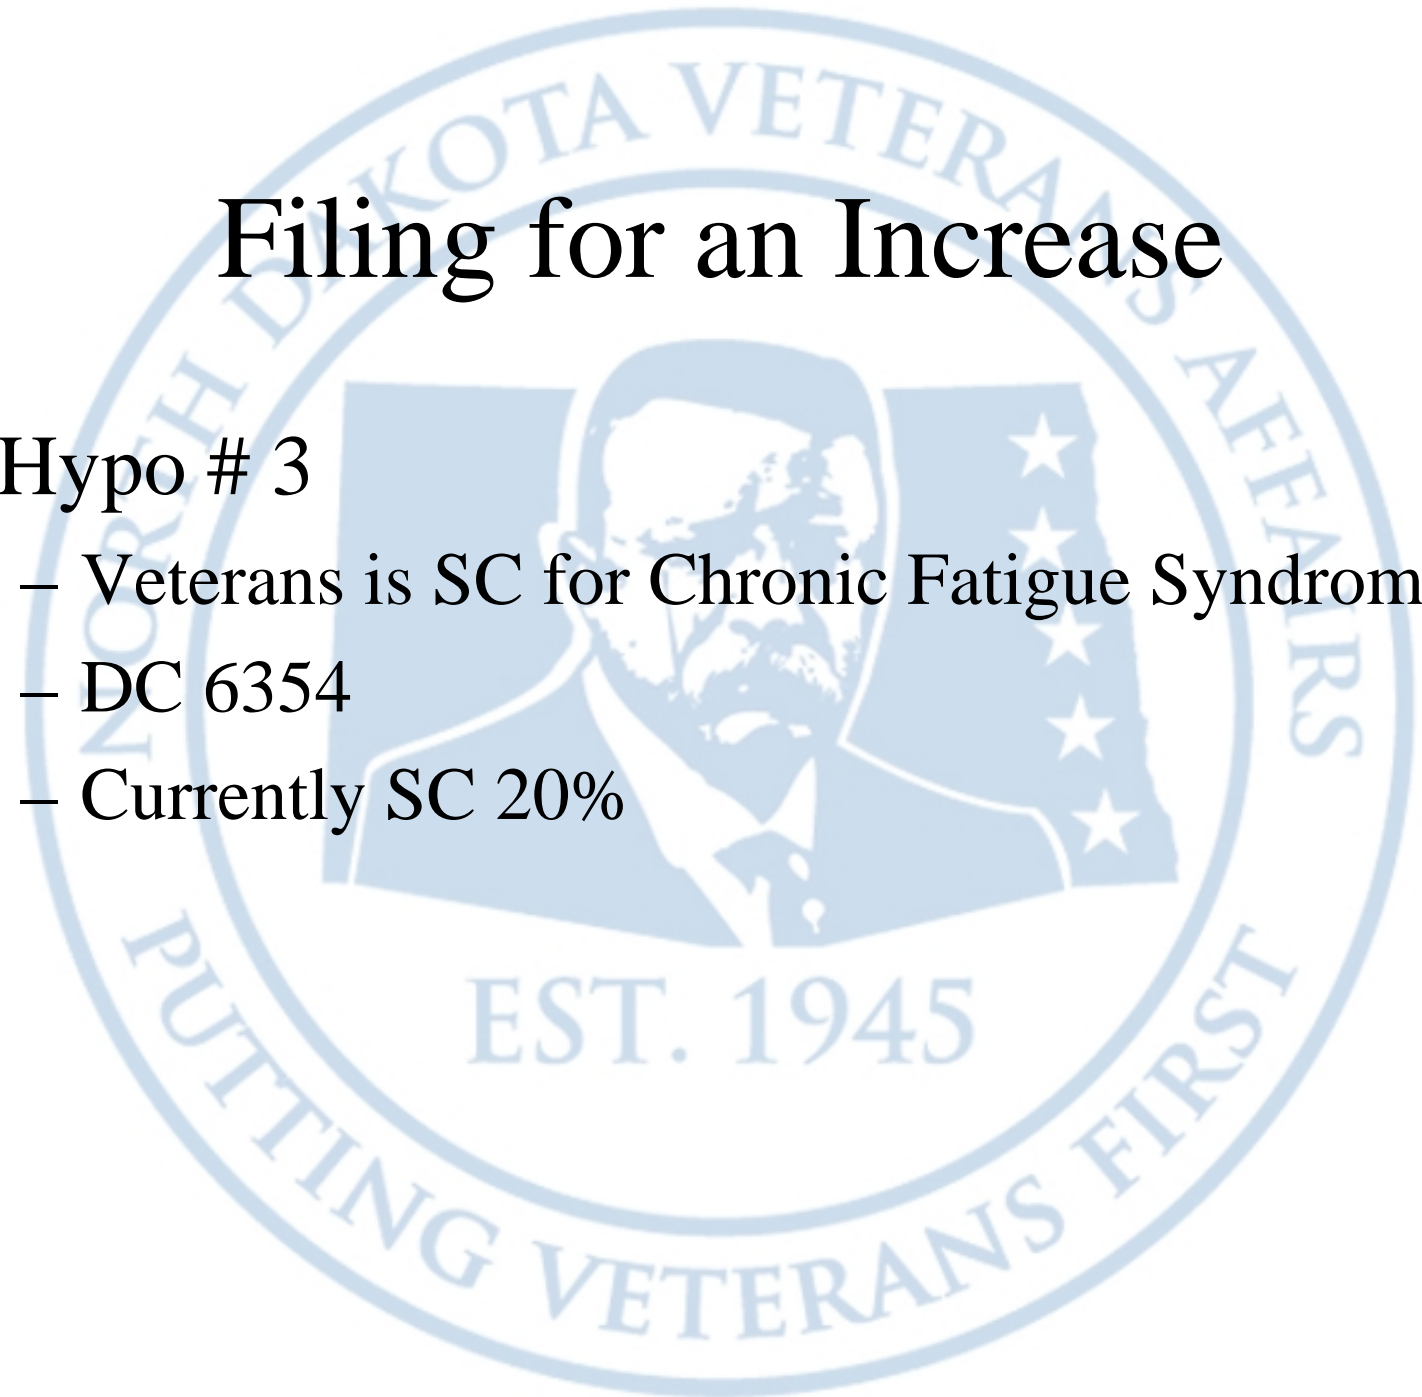 NORTH DAKOTA VETERANS AFFAIRS
Filing for an Increase
Hypo # 3
– Veterans is SC for Chronic Fatigue Syndrom
– DC 6354
– Currently SC 20%
EST. 1945
PUTTING VETERANS FIRST